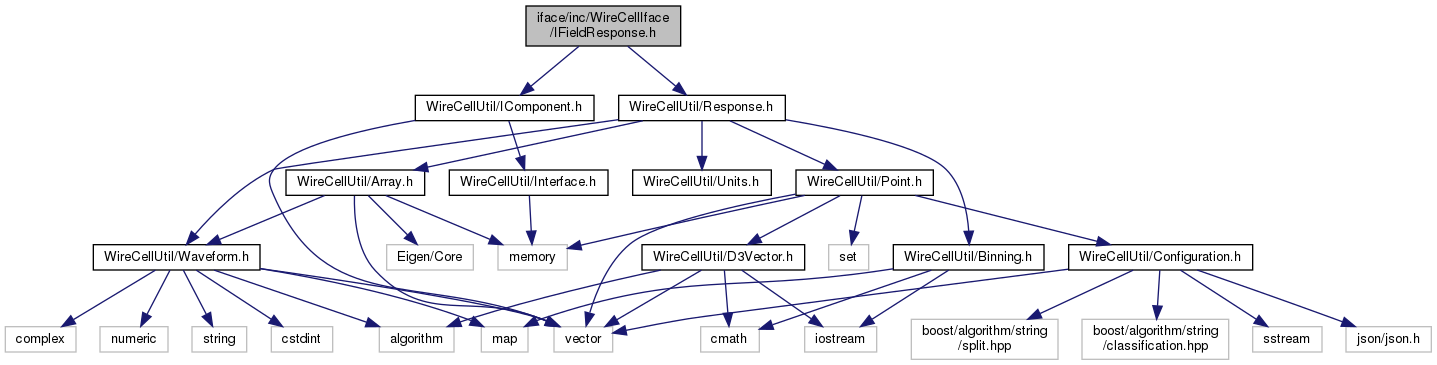 iface/inc/WireCellIface
/IFieldResponse.h
WireCellUtil/IComponent.h
WireCellUtil/Response.h
WireCellUtil/Array.h
WireCellUtil/Interface.h
WireCellUtil/Units.h
WireCellUtil/Point.h
WireCellUtil/Waveform.h
Eigen/Core
memory
WireCellUtil/D3Vector.h
set
WireCellUtil/Binning.h
WireCellUtil/Configuration.h
complex
numeric
string
cstdint
algorithm
map
vector
cmath
iostream
boost/algorithm/string
/split.hpp
boost/algorithm/string
/classification.hpp
sstream
json/json.h